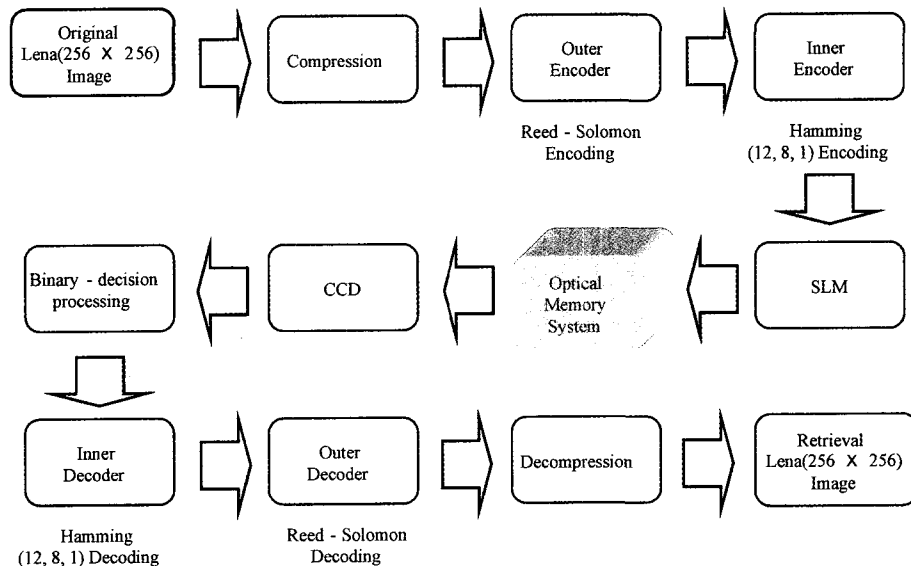 Original
Lena(256 X 256)
Image
Compression
Outer
Encoder
Inner
Encoder
Reed - Solomon
Encoding
Hamming
(12, 8, 1) Encoding
Binary - decision
processing
CCD
Optical
Memory
System
SLM
Inner
Decoder
Outer
Decoder
Decompression
Retrieval
Lena(256 X 256)
Image
Hamming
(12, 8, 1) Decoding
Reed - Solomon
Decoding